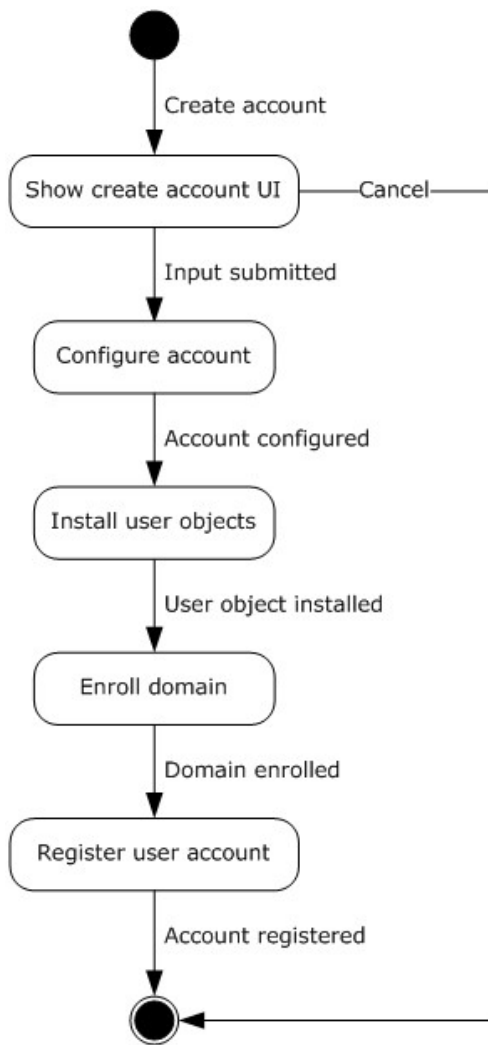 Create account
Show create account UI
Cancel
Input submitted
Configure account
Account configured
Install user objects
User object installed
Enroll domain
Domain enrolled
Register user account
Account registered